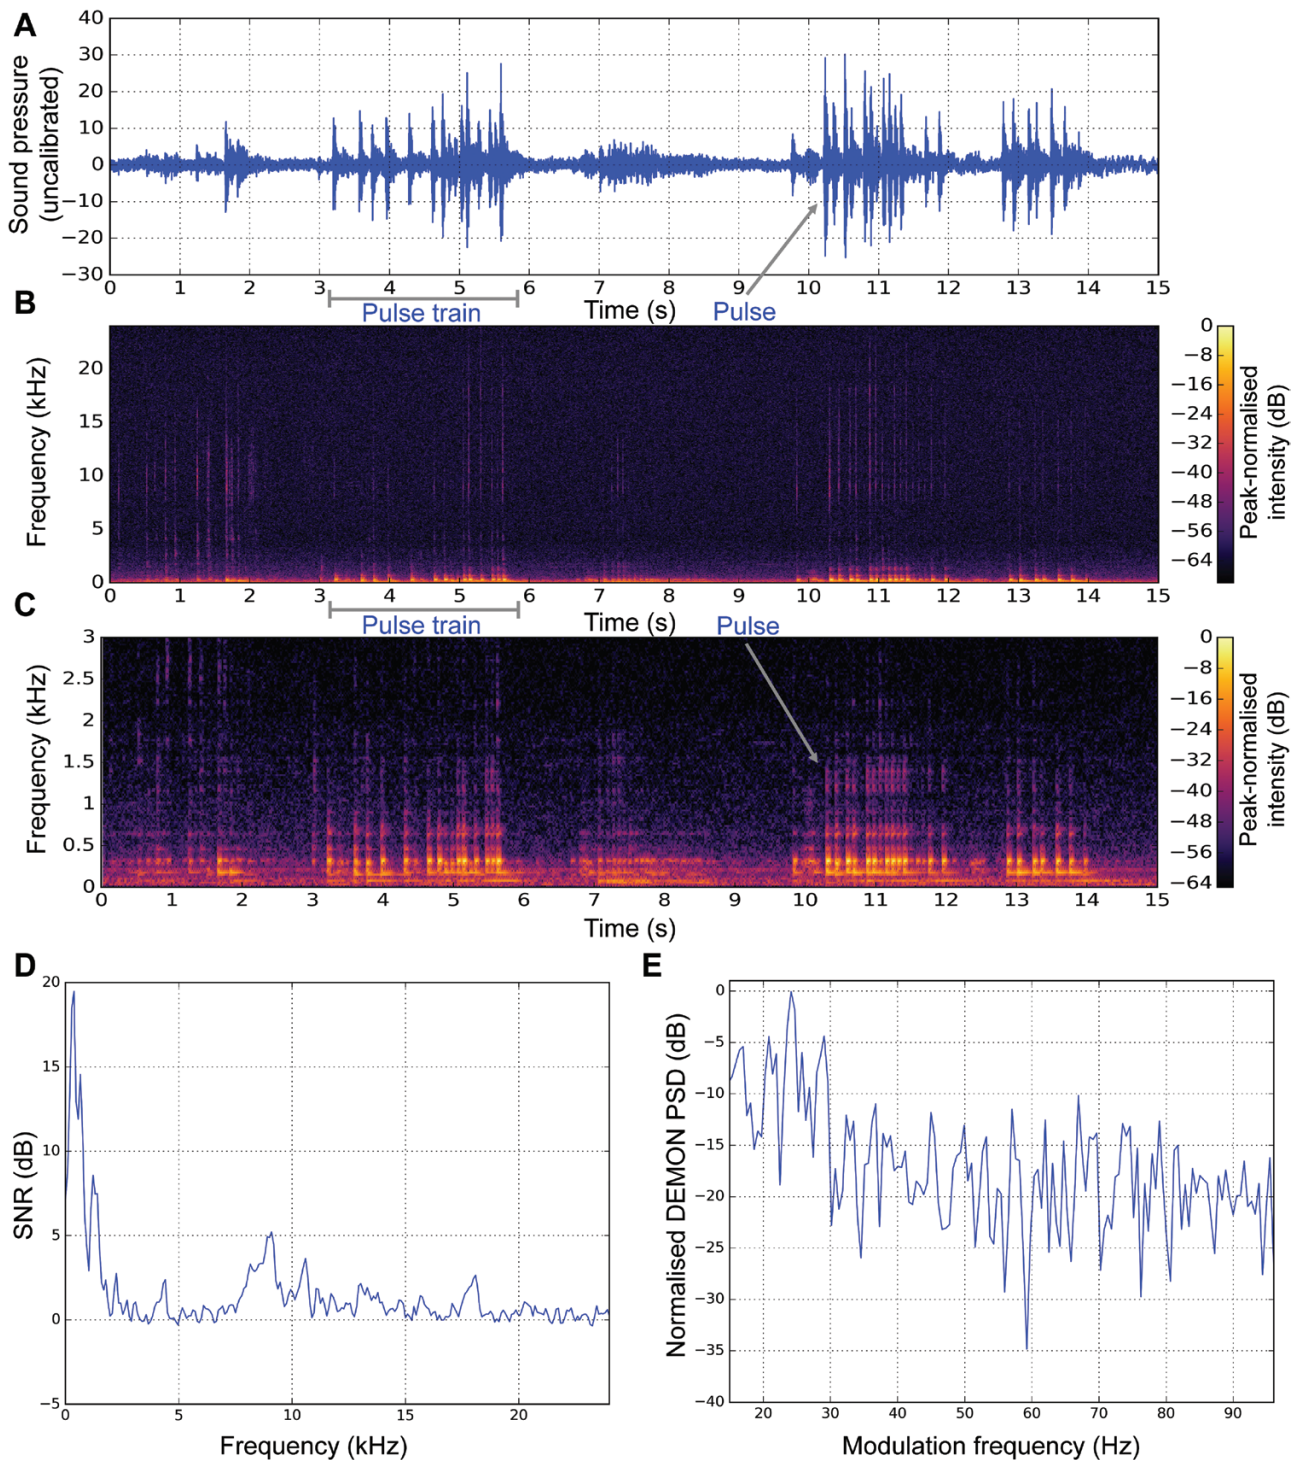 A
Sound pressure
(uncalibrated)
40
30
20
10
0
−10
−20
−30
0 1 2 3 4 5 6 7 8 9 10 11 12 13 14 15
Pulse train
Time (s)
Pulse
B
Frequency (kHz)
20
15
10
5
0
0 1 2 3 4 5 6 7 8 9 10 11 12 13 14 15
Pulse train
Time (s)
Pulse
0
−8
−16
−24
−32
−40
−48
−56
−64
Peak-normalised
intensity (dB)
C
Frequency (kHz)
3
2.5
2
1.5
1
0.5
0
0 1 2 3 4 5 6 7 8 9 10 11 12 13 14 15
Time (s)
0
−8
−16
−24
−32
−40
−48
−56
−64
Peak-normalised
intensity (dB)
D
SNR (dB)
20
15
10
5
0
−5
0 5 10 15 20
Frequency (kHz)
E
Normalised DEMON PSD (dB)
0
−5
−10
−15
−20
−25
−30
−35
−40
20 30 40 50 60 70 80 90
Modulation frequency (Hz)